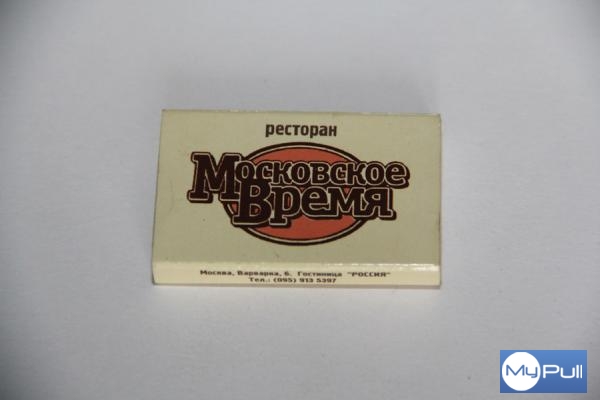 ресторан
Московское
Время
Москва, Варварка, 6. Гостиница "РОССИЯ"
Тел.: (095) 913 5397
MyPull